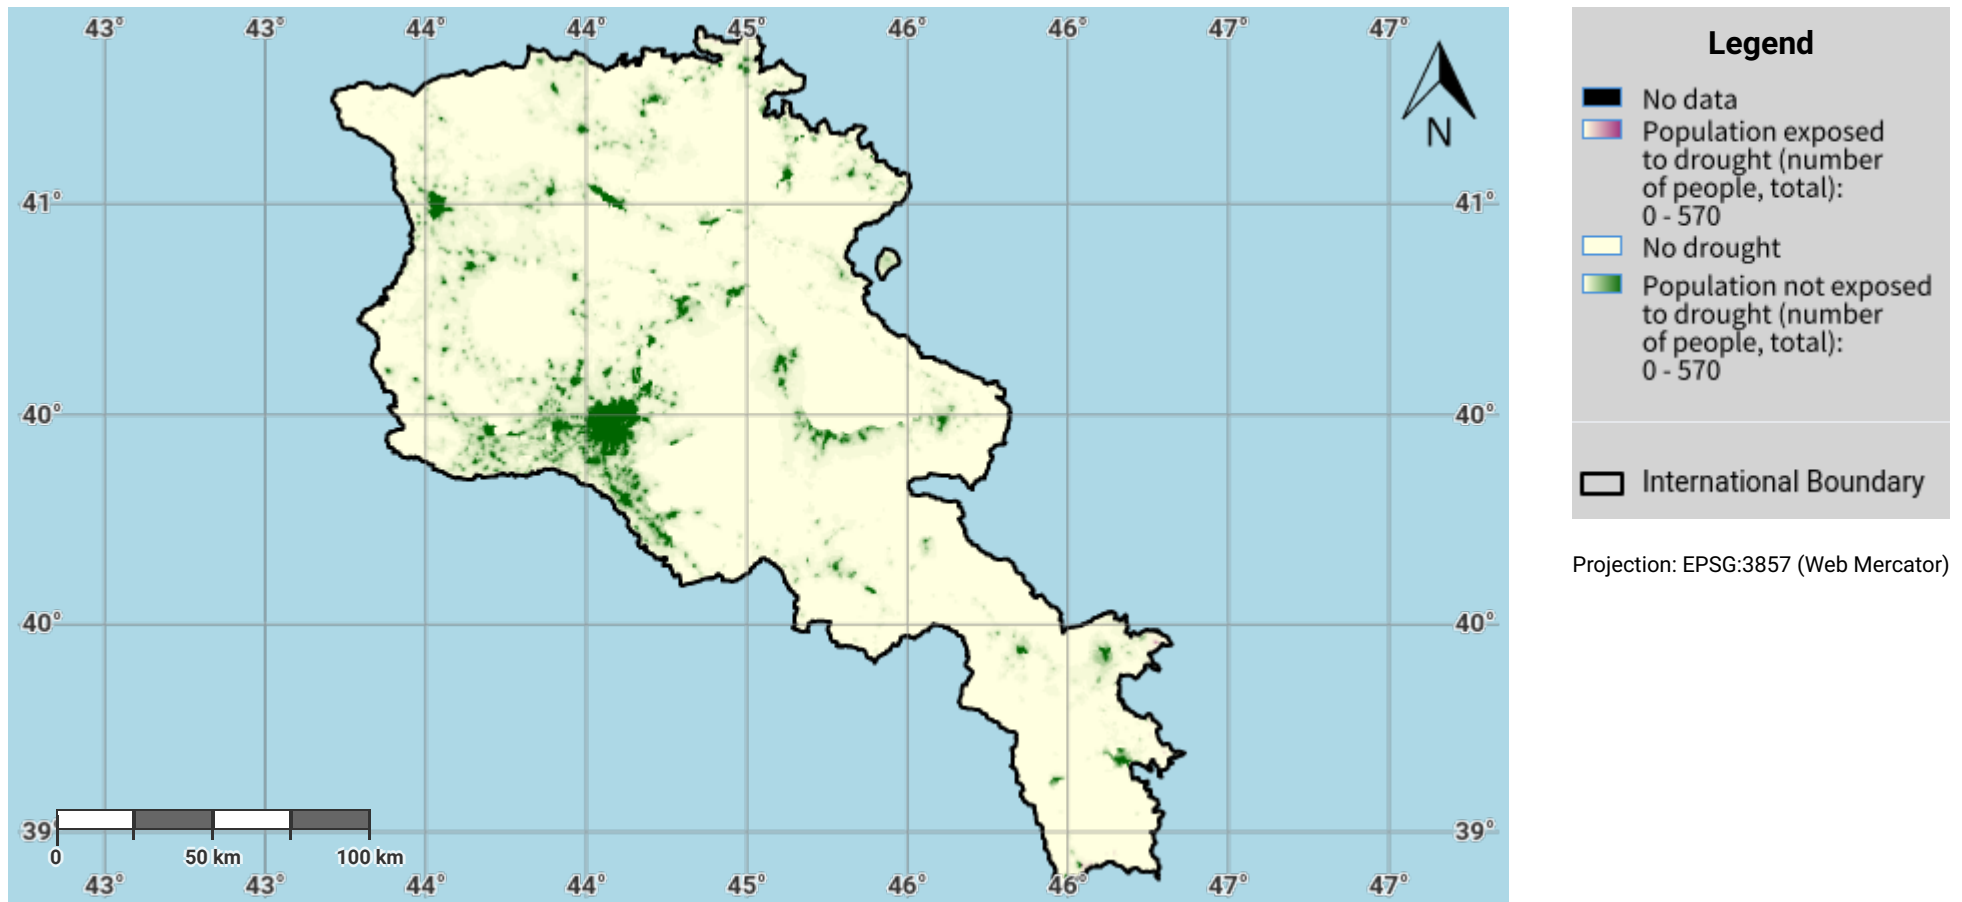 43° 43° 44° 44° 45° 46° 46° 47° 47°
N
41° 41°
40° 40°
40° 40°
39° 39°
0 50 km 100 km
43° 43° 44° 44° 45° 46° 46° 47° 47°
Legend
No data
Population exposed
to drought (number
of people, total):
0 - 570
No drought
Population not exposed
to drought (number
of people, total):
0 - 570
International Boundary
Projection: EPSG:3857 (Web Mercator)